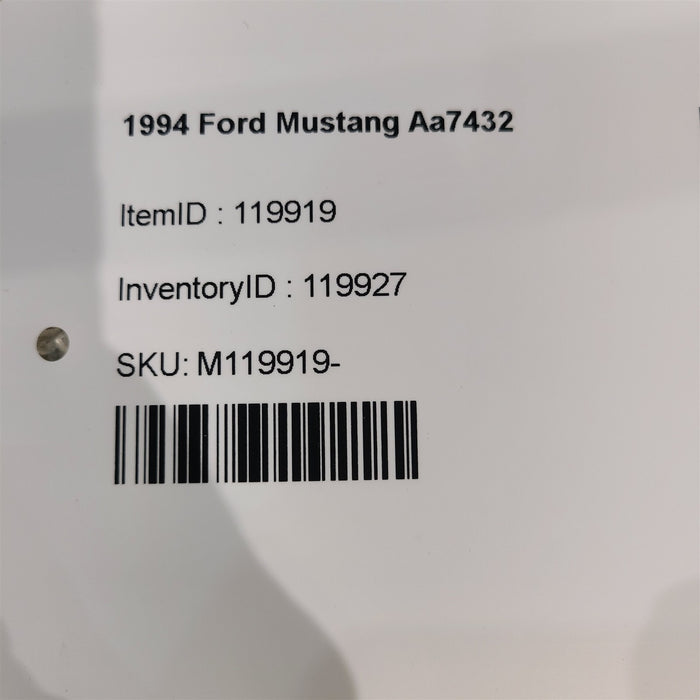 1994 Ford Mustang Aa7432
ItemID : 119919
InventoryID : 119927
SKU: M119919-